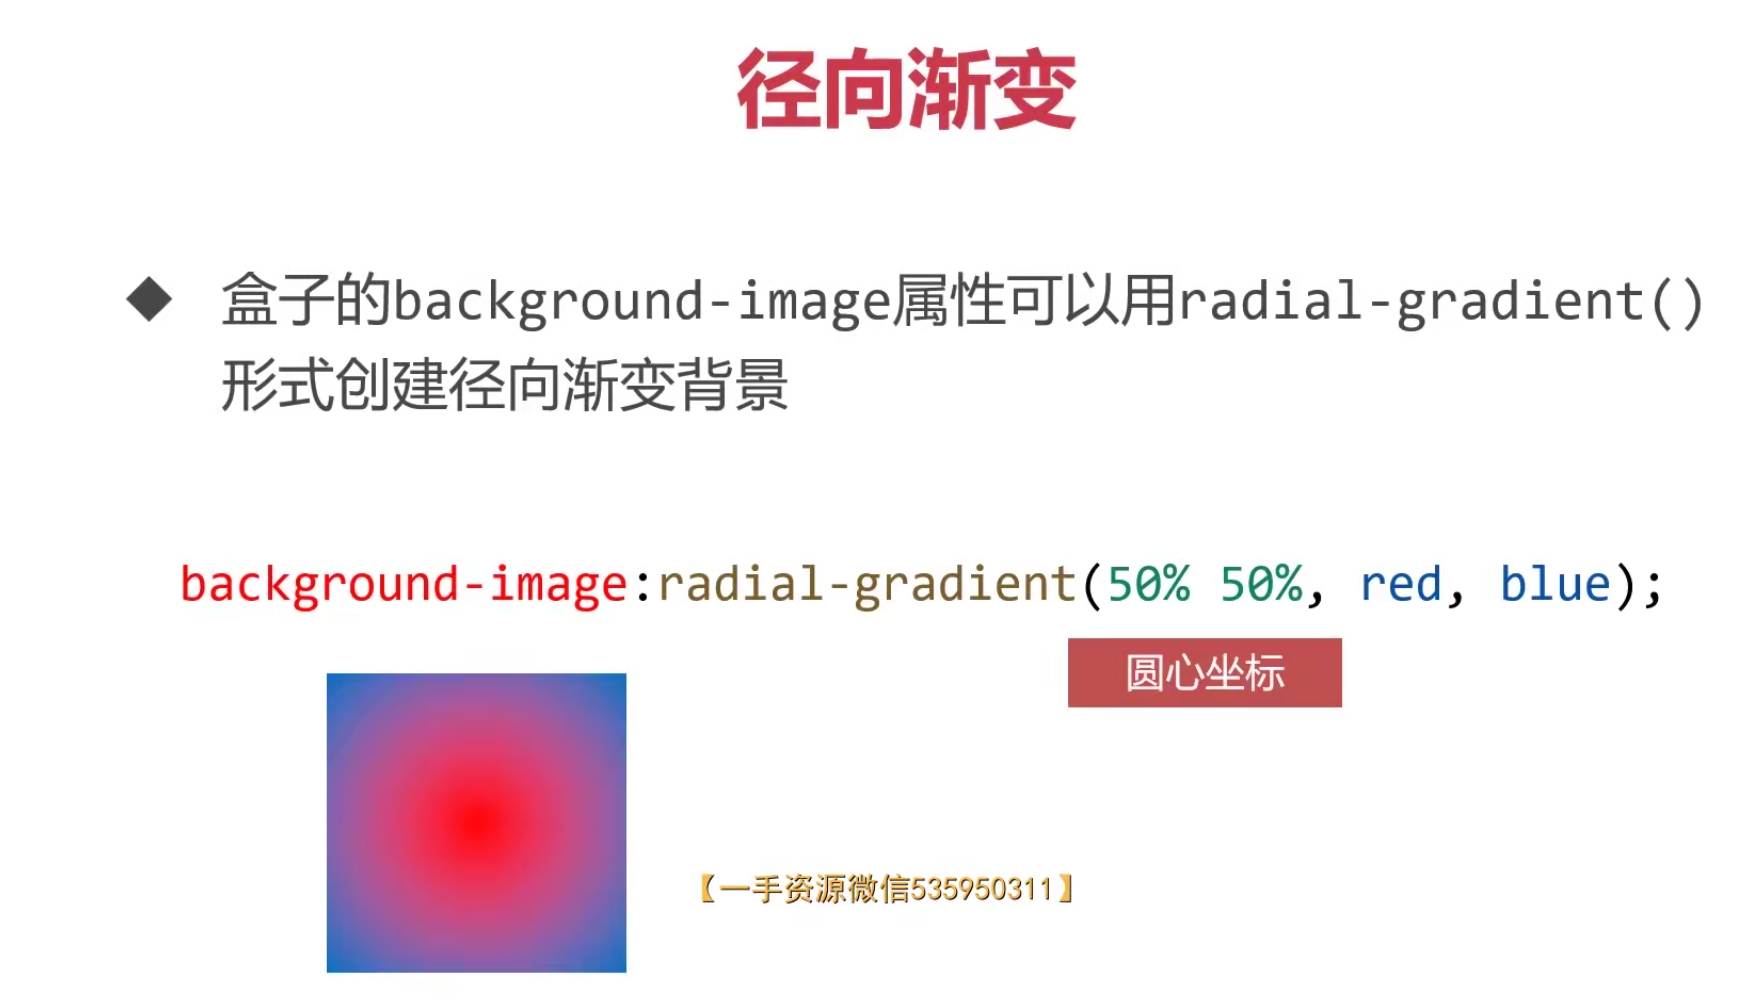 径向渐变
◆ 盒子的background-image属性可以用radial-gradient()
形式创建径向渐变背景
background-image:radial-gradient(50% 50%, red, blue);
圆心坐标
【一手资源微信535950311】